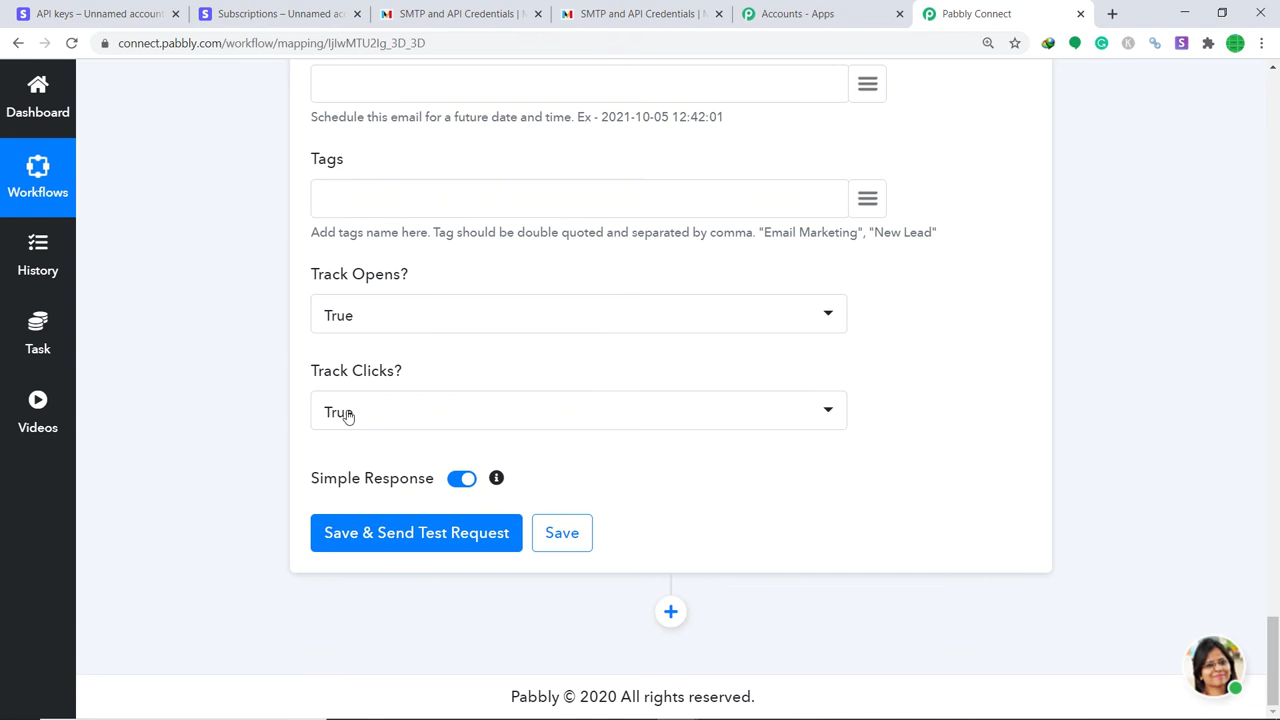 API keys – Unnamed accoun
Subscriptions – Unnamed ac
SMTP and API Credentials |
SMTP and API Credentials |
Accounts - Apps
Pabbly Connect
connect.pabbly.com/workflow/mapping/IjIwMTU2Ig_3D_3D
Dashboard
Workflows
History
Task
Videos
Schedule this email for a future date and time. Ex - 2021-10-05 12:42:01
Tags
Add tags name here. Tag should be double quoted and separated by comma. "Email Marketing", "New Lead"
Track Opens?
True
Track Clicks?
True
Simple Response
Save & Send Test Request
Save
Pabbly © 2020 All rights reserved.